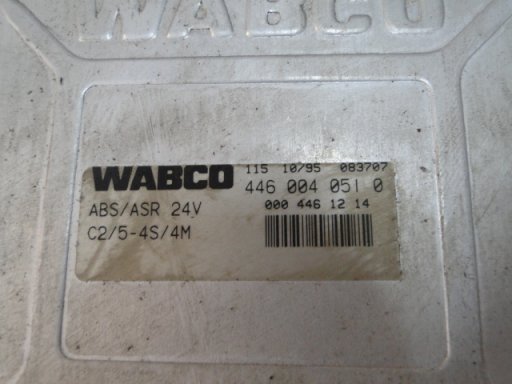 WABCO
WABCO 115 10/95 083707
446 004 051 0
ABS/ASR 24V 000 446 12 14
C2/5-4S/4M